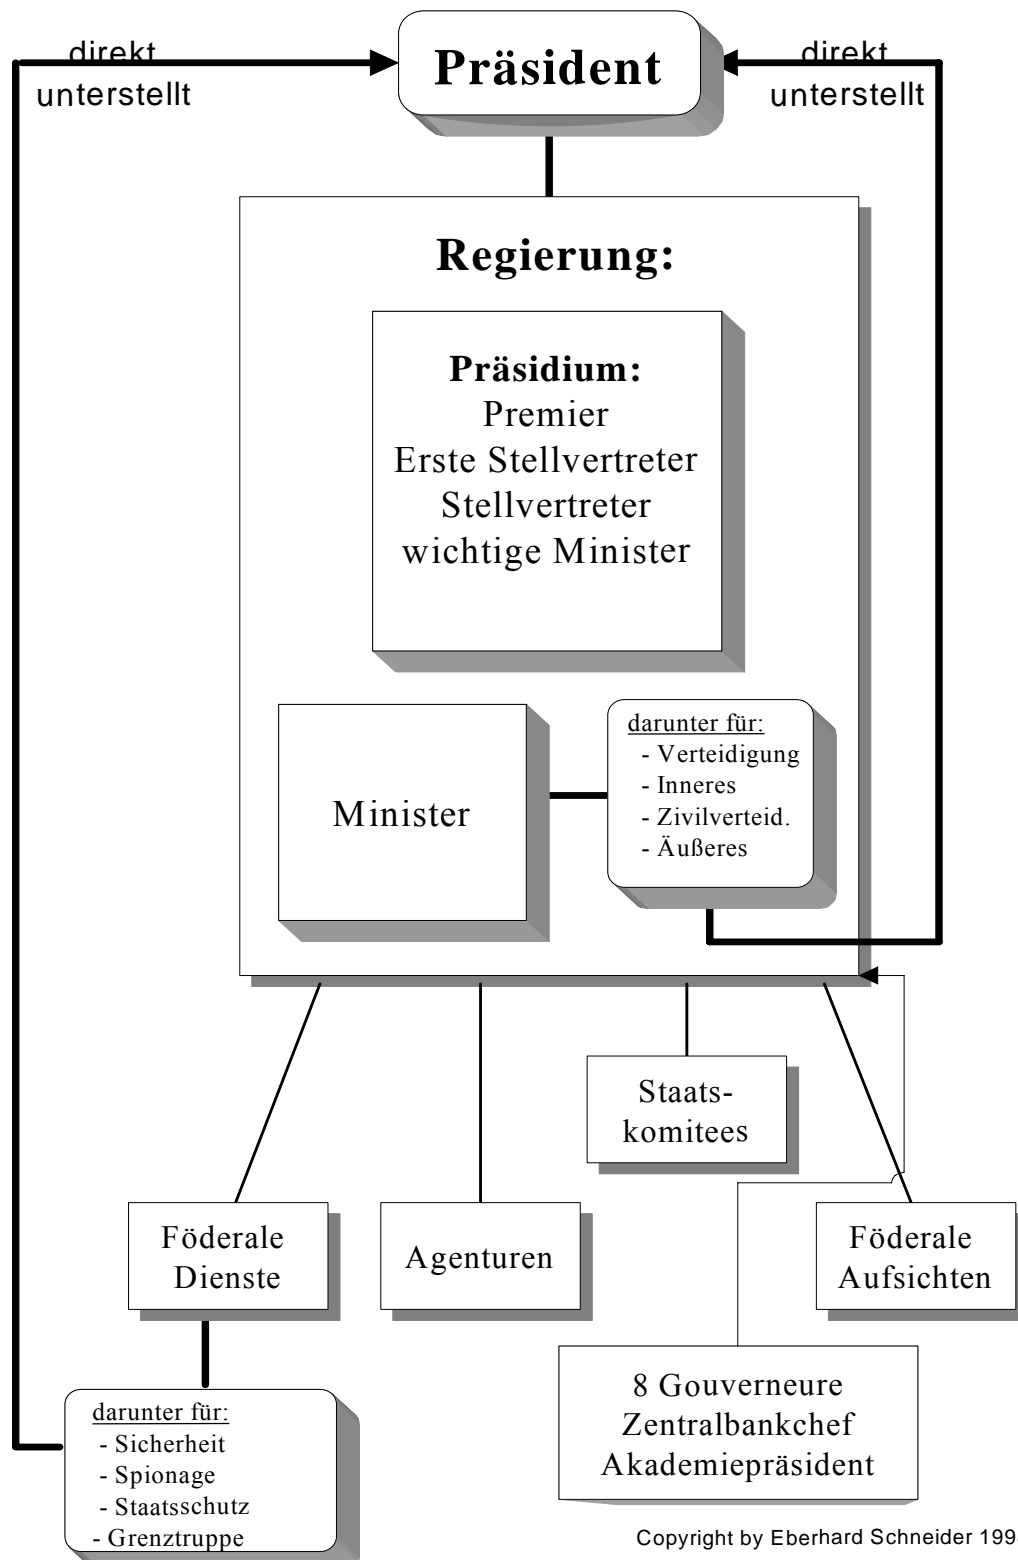 direkt
unterstellt
Präsident
direkt
unterstellt
Regierung:
Präsidium:
Premier
Erste Stellvertreter
Stellvertreter
wichtige Minister
Minister
darunter für:
- Verteidigung
- Inneres
- Zivilverteid.
- Äußeres
Staats-
komitees
Föderale
Dienste
Agenturen
Föderale
Aufsichten
8 Gouverneure
Zentralbankchef
Akademiepräsident
darunter für:
- Sicherheit
- Spionage
- Staatsschutz
- Grenztruppe
Copyright by Eberhard Schneider